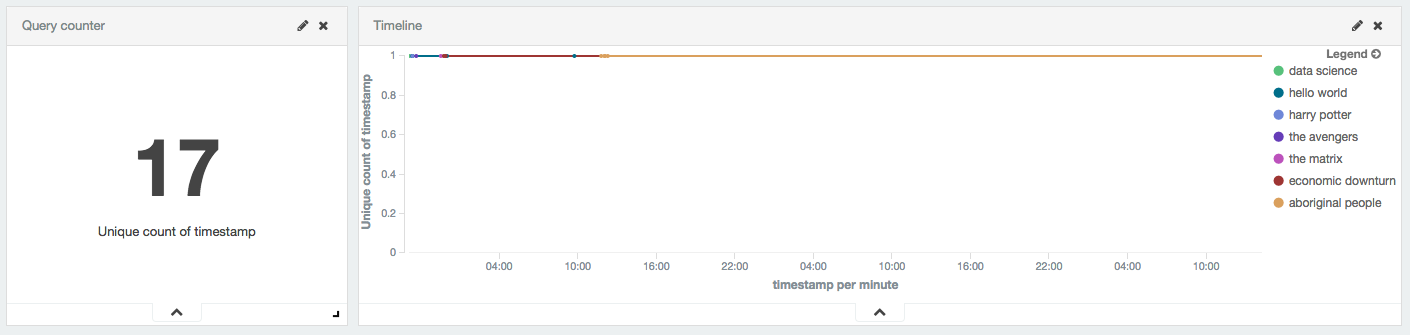 Query counter
17
Unique count of timestamp
Timeline
Legend
data science
hello world
harry potter
the avengers
the matrix
economic downturn
aboriginal people
Unique count of timestamp
1
0.8
0.6
0.4
0.2
0
04:00 10:00 16:00 22:00 04:00 10:00 16:00 22:00 04:00 10:00
timestamp per minute